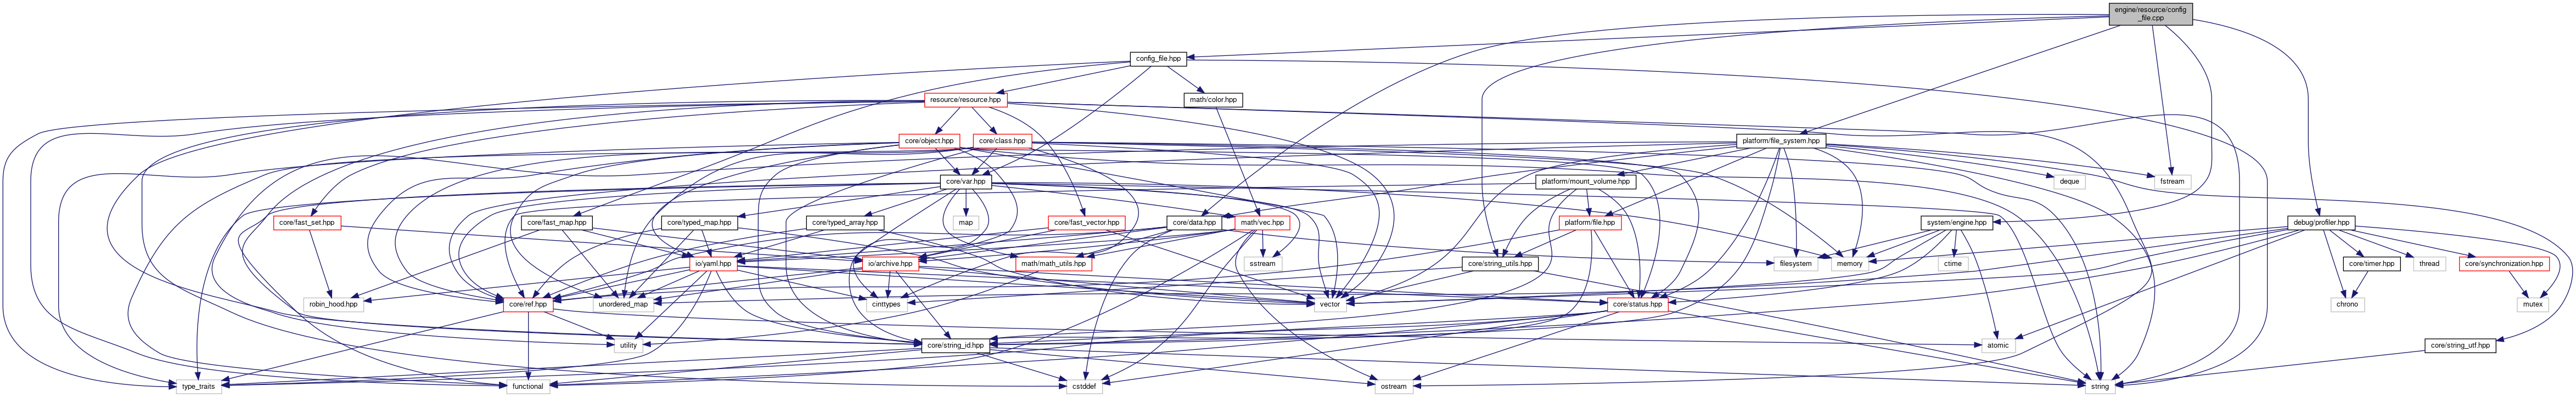 engine/resource/config
_file.cpp
config_file.hpp
resource/resource.hpp
math/color.hpp
core/object.hpp
core/class.hpp
platform/file_system.hpp
core/var.hpp
platform/mount_volume.hpp
deque
fstream
core/fast_set.hpp
core/fast_map.hpp
core/typed_map.hpp
map
core/typed_array.hpp
core/fast_vector.hpp
core/data.hpp
math/vec.hpp
platform/file.hpp
system/engine.hpp
debug/profiler.hpp
io/yaml.hpp
io/archive.hpp
math/math_utils.hpp
sstream
core/string_utils.hpp
filesystem
memory
ctime
core/timer.hpp
thread
core/synchronization.hpp
robin_hood.hpp
core/ref.hpp
unordered_map
cinttypes
vector
core/status.hpp
chrono
mutex
utility
core/string_id.hpp
atomic
core/string_utf.hpp
type_traits
functional
cstddef
ostream
string